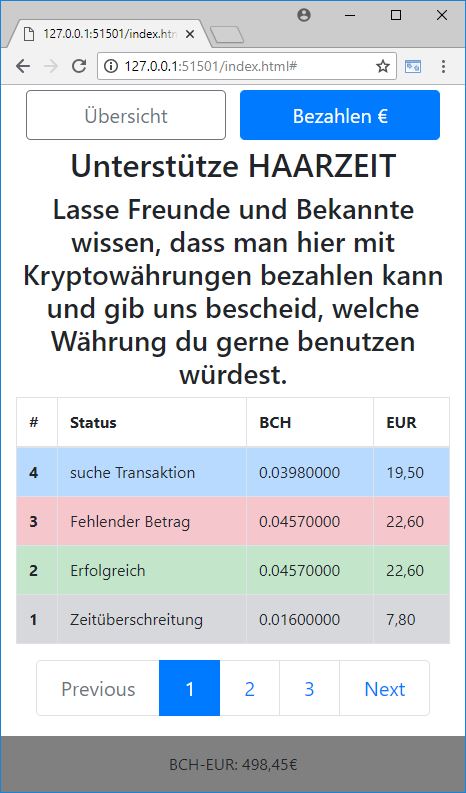 127.0.0.1:51501/index.htm
127.0.0.1:51501/index.html#
Übersicht Bezahlen €
Unterstütze HAARZEIT
Lasse Freunde und Bekannte
wissen, dass man hier mit
Kryptowährungen bezahlen kann
und gib uns bescheid, welche
Währung du gerne benutzen
würdest.
# Status BCH EUR
4 suche Transaktion 0.03980000 19,50
3 Fehlender Betrag 0.04570000 22,60
2 Erfolgreich 0.04570000 22,60
1 Zeitüberschreitung 0.01600000 7,80
Previous 1 2 3 Next
BCH-EUR: 498,45€